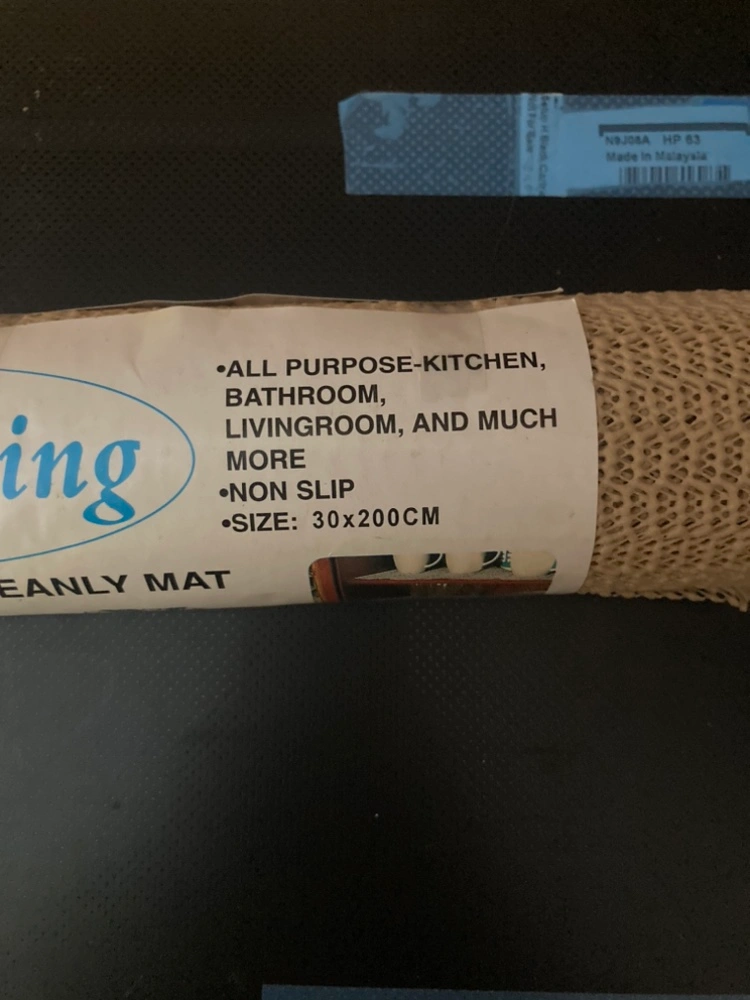 N9J08A HP 63
Made in Malaysia
•ALL PURPOSE-KITCHEN,
BATHROOM,
LIVINGROOM, AND MUCH
MORE
•NON SLIP
•SIZE: 30x200CM
ing
EANLY MAT